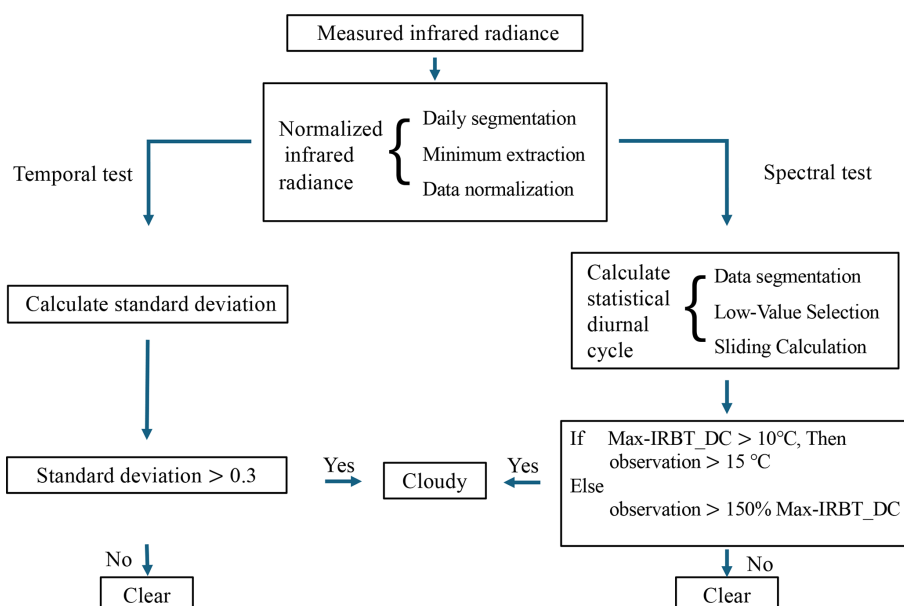 Measured infrared radiance
Normalized
infrared
radiance
Daily segmentation
Minimum extraction
Data normalization
Temporal test
Spectral test
Calculate standard deviation
Calculate
statistical
diurnal
cycle
Data segmentation
Low-Value Selection
Sliding Calculation
Standard deviation > 0.3
Yes
Cloudy
Yes
If Max-IRBT_DC > 10℃, Then
observation > 15 ℃
Else
observation > 150% Max-IRBT_DC
No
Clear
No
Clear